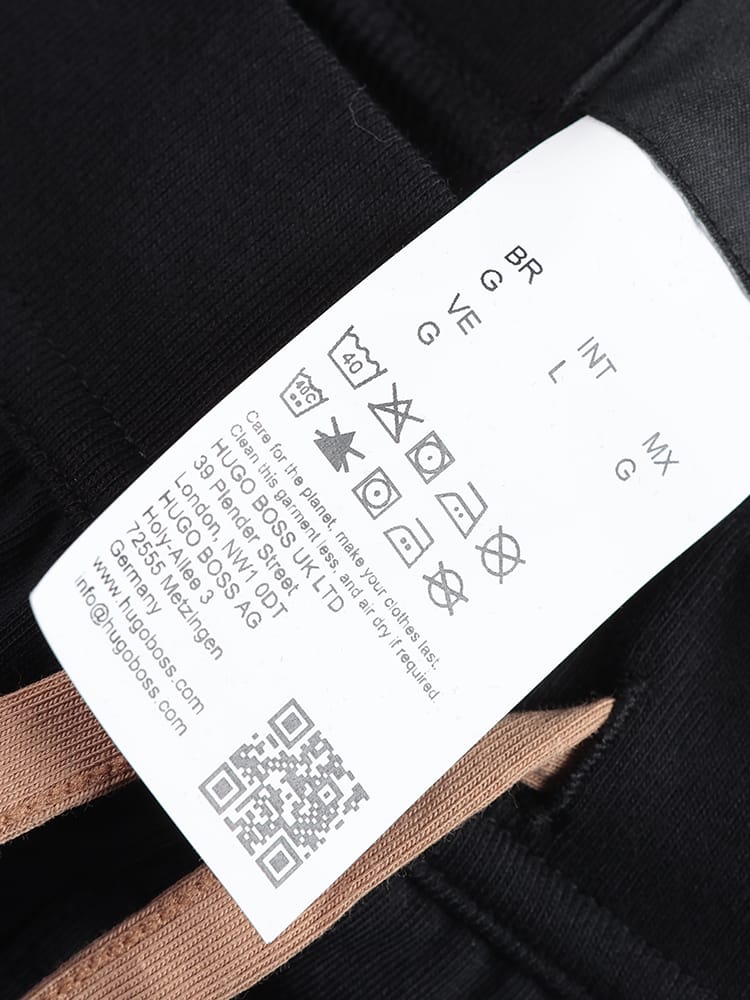 BR
G
VE
G
INT
L
MX
G
40
40C
Care for the planet, make your clothes last.
Clean this garment less, and air dry if required.
HUGO BOSS UK LTD
39 Plender Street
London, NW1 0DT
HUGO BOSS AG
Holy-Allee 3
72555 Metzingen
Germany
www.hugoboss.com
info@hugoboss.com